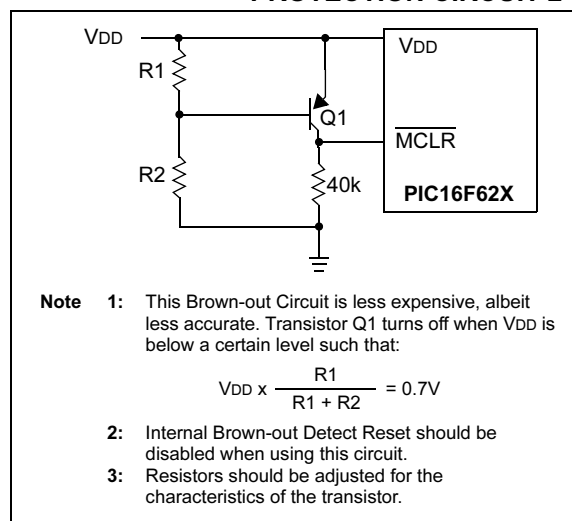 VDD
VDD
R1
Q1
MCLR
R2
40k
PIC16F62X
Note 1: This Brown-out Circuit is less expensive, albeit
less accurate. Transistor Q1 turns off when VDD is
below a certain level such that:
VDD x R1 / R1 + R2 = 0.7V
2: Internal Brown-out Detect Reset should be
disabled when using this circuit.
3: Resistors should be adjusted for the
characteristics of the transistor.